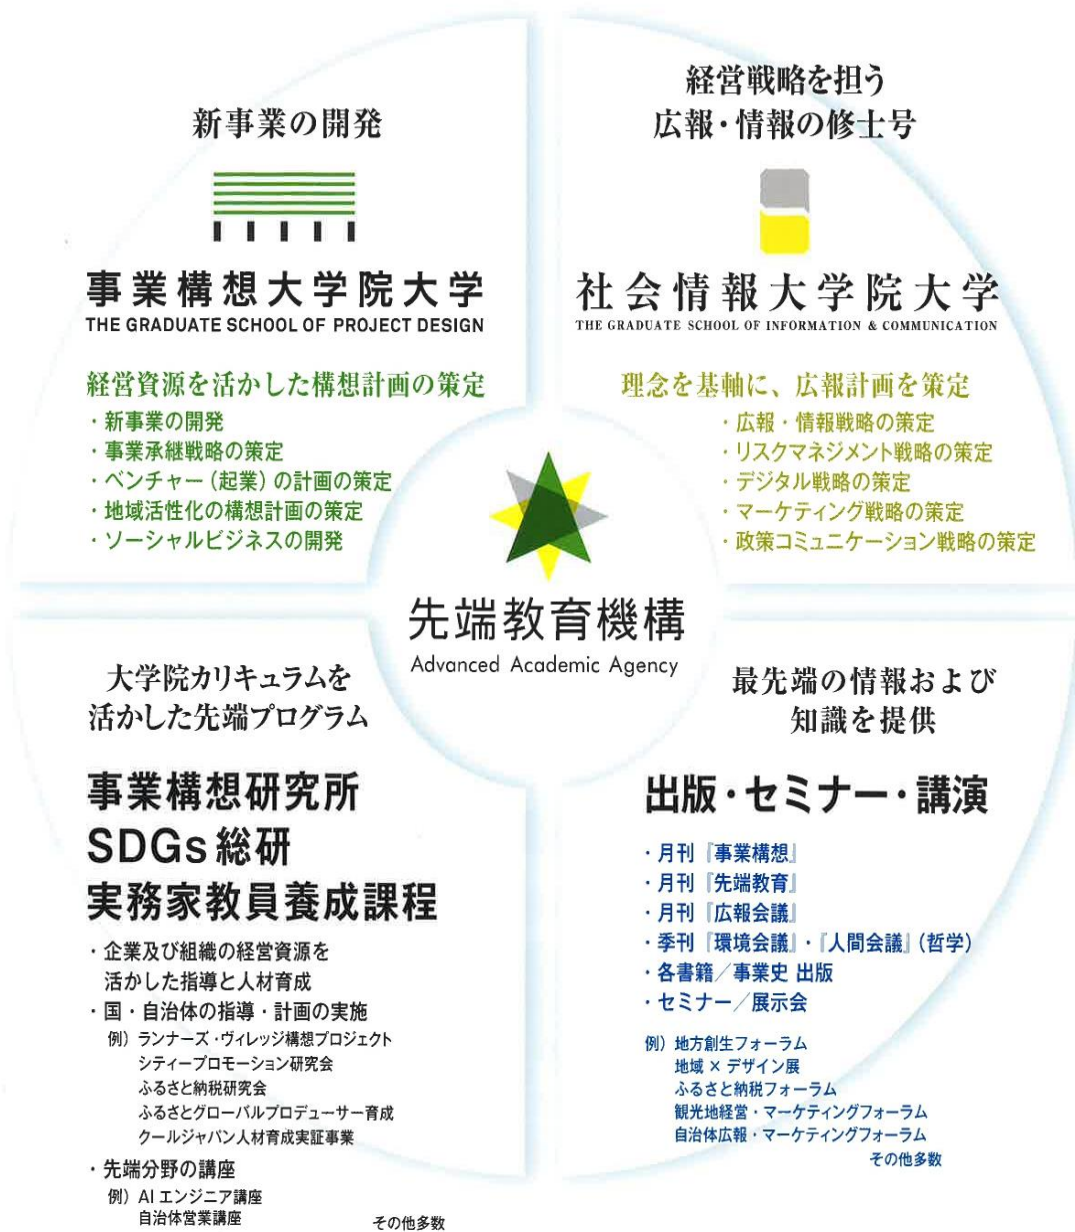 新事業の開発
事業構想大学院大学
THE GRADUATE SCHOOL OF PROJECT DESIGN
経営資源を活かした構想計画の策定
・新事業の開発
・事業承継戦略の策定
・ベンチャー（起業）の計画の策定
・地域活性化の構想計画の策定
・ソーシャルビジネスの開発
経営戦略を担う
広報・情報の修士号
社会情報大学院大学
THE GRADUATE SCHOOL OF INFORMATION & COMMUNICATION
理念を基軸に、広報計画を策定
・広報・情報戦略の策定
・リスクマネジメント戦略の策定
・デジタル戦略の策定
・マーケティング戦略の策定
・政策コミュニケーション戦略の策定
先端教育機構
Advanced Academic Agency
大学院カリキュラムを
活かした先端プログラム
事業構想研究所
SDGs総研
実務家教員養成課程
・企業及び組織の経営資源を
活かした指導と人材育成
・国・自治体の指導・計画の実施
例）ランナーズ・ヴィレッジ構想プロジェクト
シティープロモーション研究会
ふるさと納税研究会
ふるさとグローバルプロデューサー育成
クールジャパン人材育成実証事業
・先端分野の講座
例）AIエンジニア講座
自治体営業講座
その他多数
最先端の情報および
知識を提供
出版・セミナー・講演
・月刊『事業構想』
・月刊『先端教育』
・月刊『広報会議』
・季刊『環境会議』・『人間会議』（哲学）
・各書籍／事業史 出版
・セミナー／展示会
例）地方創生フォーラム
地域 × デザイン展
ふるさと納税フォーラム
観光地経営・マーケティングフォーラム
自治体広報・マーケティングフォーラム
その他多数